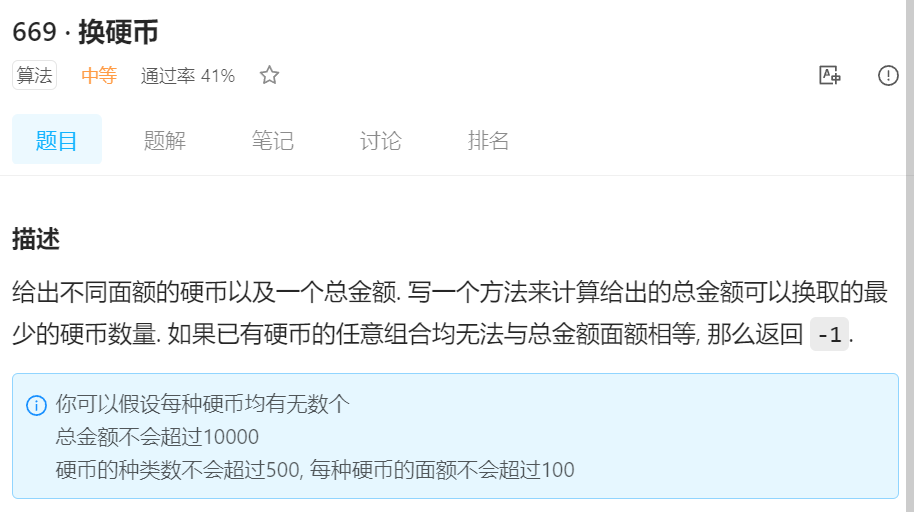 669 · 换硬币
算法 中等 通过率 41%
题目 题解 笔记 讨论 排名
描述
给出不同面额的硬币以及一个总金额. 写一个方法来计算给出的总金额可以换取的最
少的硬币数量. 如果已有硬币的任意组合均无法与总金额面额相等, 那么返回 -1.
你可以假设每种硬币均有无数个
总金额不会超过10000
硬币的种类数不会超过500, 每种硬币的面额不会超过100